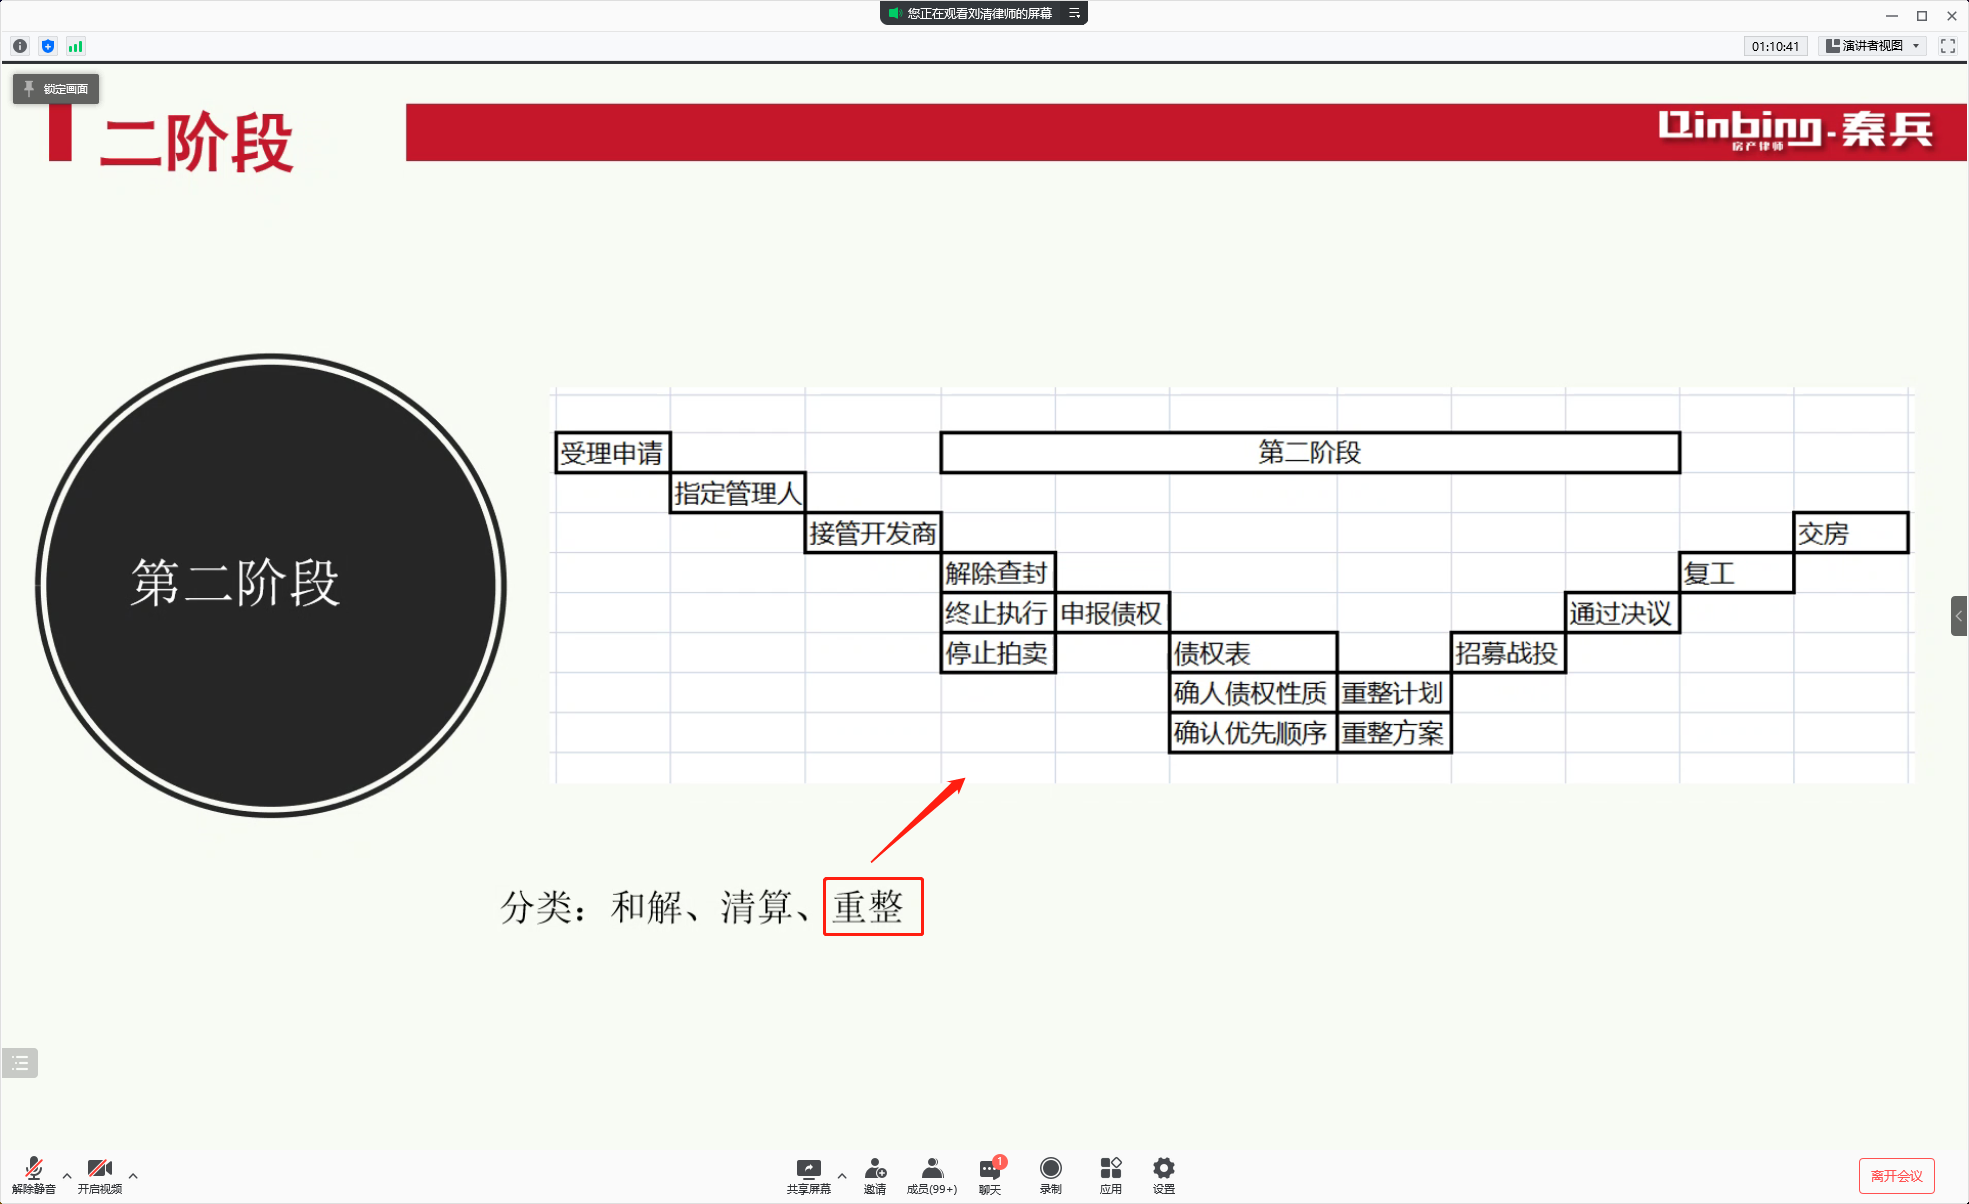 您正在观看刘清律师的屏幕
01:10:41
演讲者视图
锁定画面
二阶段
Qinbing-秦兵
房产律师
第二阶段
受理申请
第二阶段
指定管理人
接管开发商
交房
解除查封
复工
终止执行
申报债权
通过决议
停止拍卖
债权表
招募战投
确人债权性质
重整计划
确认优先顺序
重整方案
分类：和解、清算、重整
解除静音
开启视频
共享屏幕
邀请
成员(99+)
1
聊天
录制
应用
设置
离开会议